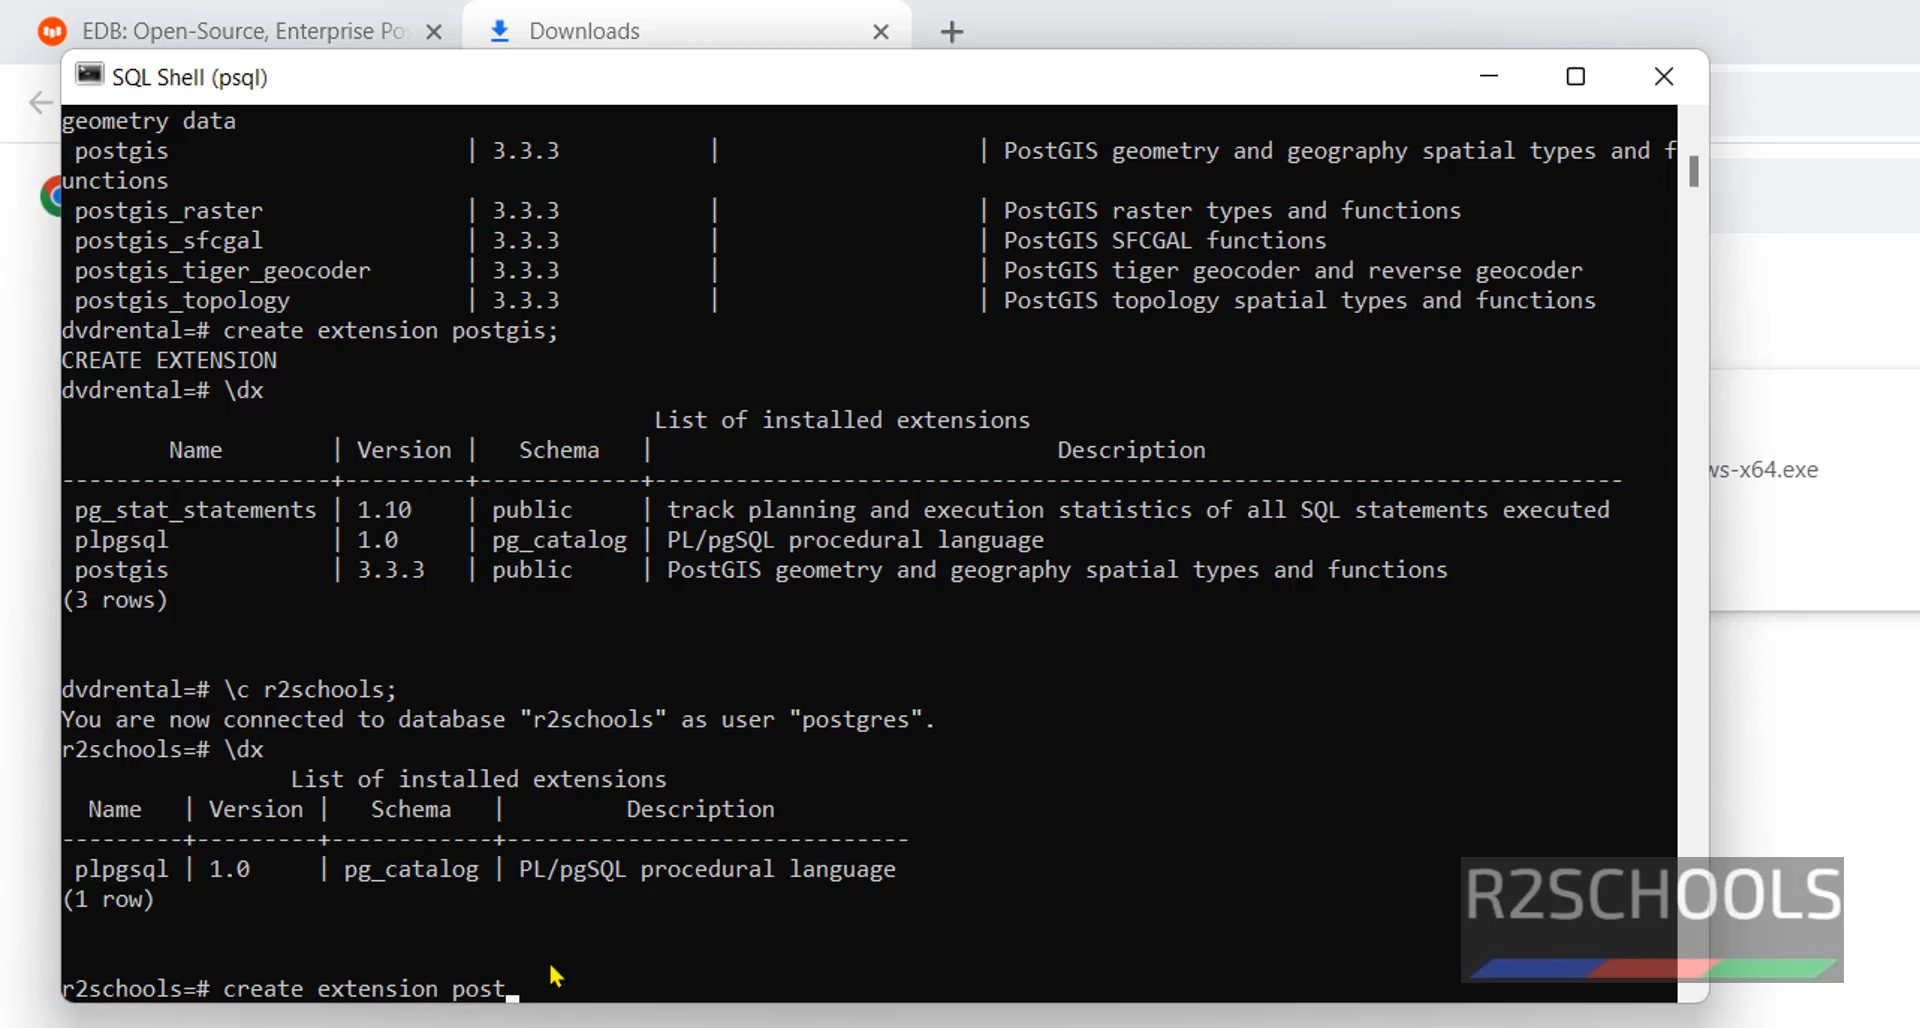 EDB: Open-Source, Enterprise Po
Downloads
SQL Shell (psql)
geometry data
postgis | 3.3.3 | | PostGIS geometry and geography spatial types and f
unctions
postgis_raster | 3.3.3 | | PostGIS raster types and functions
postgis_sfcgal | 3.3.3 | | PostGIS SFCGAL functions
postgis_tiger_geocoder | 3.3.3 | | PostGIS tiger geocoder and reverse geocoder
postgis_topology | 3.3.3 | | PostGIS topology spatial types and functions
dvdrental=# create extension postgis;
CREATE EXTENSION
dvdrental=# \dx
List of installed extensions
Name | Version | Schema | Description
--------------------+---------+------------+------------------------------------------------------------------------
pg_stat_statements | 1.10 | public | track planning and execution statistics of all SQL statements executed
plpgsql | 1.0 | pg_catalog | PL/pgSQL procedural language
postgis | 3.3.3 | public | PostGIS geometry and geography spatial types and functions
(3 rows)
dvdrental=# \c r2schools;
You are now connected to database "r2schools" as user "postgres".
r2schools=# \dx
List of installed extensions
Name | Version | Schema | Description
---------+---------+------------+------------------------------
plpgsql | 1.0 | pg_catalog | PL/pgSQL procedural language
(1 row)
r2schools=# create extension post_
ws-x64.exe
R2SCHOOLS